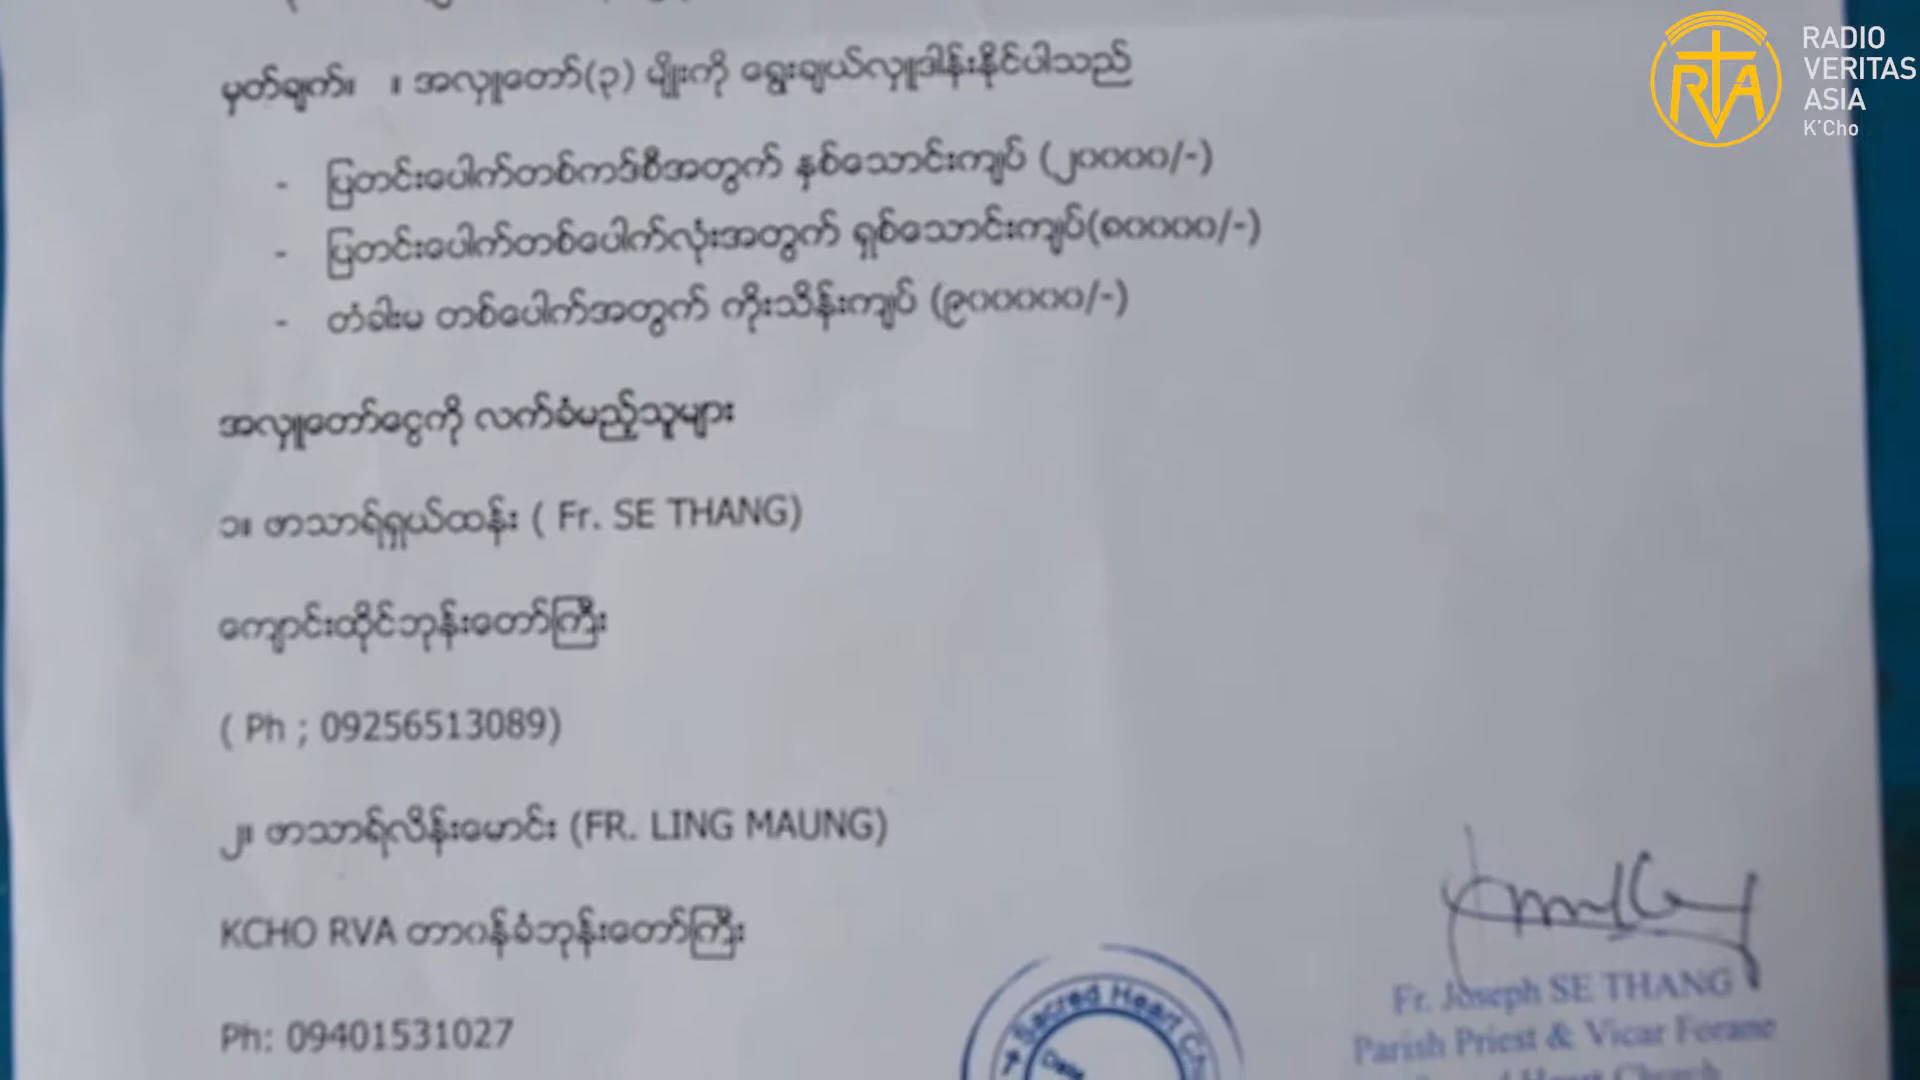 RADIO
VERITAS
ASIA
K'Cho
RVA
မှတ်ချက်။ ။ အလှူတော်(၃) မျိုးကို ရွေးချယ်လှူဒါန်းနိုင်ပါသည်
- ပြတင်းပေါက်တစ်ကဒ်စီအတွက် နှစ်သောင်းကျပ် (၂၀၀၀၀/-)
- ပြတင်းပေါက်တစ်ပေါက်လုံးအတွက် ရှစ်သောင်းကျပ်(၈၀၀၀၀/-)
- တံခါးမ တစ်ပေါက်အတွက် ကိုးသိန်းကျပ် (၉၀၀၀၀၀/-)
အလှူတော်ငွေကို လက်ခံမည့်သူများ
၁။ ဖာသာရ်ရှယ်ထန်း ( Fr. SE THANG)
ကျောင်းထိုင်ဘုန်းတော်ကြီး
( Ph ; 09256513089)
၂။ ဖာသာရ်လိန်းမောင်း (FR. LING MAUNG)
KCHO RVA တာဝန်ခံဘုန်းတော်ကြီး
Ph: 09401531027
Sacred Heart
Date
Fr. Joseph SE THANG
Parish Priest & Vicar Forane
Heart Church